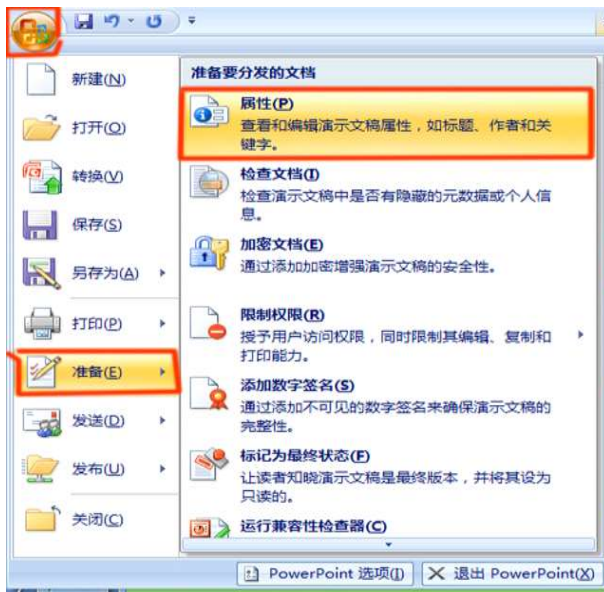 新建(N)
打开(O)
转换(V)
保存(S)
另存为(A)
打印(P)
准备(E)
发送(D)
发布(U)
关闭(C)
准备要分发的文档
属性(P)
查看和编辑演示文稿属性，如标题、作者和关
键字。
检查文档(I)
检查演示文稿中是否有隐藏的元数据或个人信
息。
加密文档(E)
通过添加加密增强演示文稿的安全性。
限制权限(R)
授予用户访问权限，同时限制其编辑、复制和
打印能力。
添加数字签名(S)
通过添加不可见的数字签名来确保演示文稿的
完整性。
标记为最终状态(F)
让读者知晓演示文稿是最终版本，并将其设为
只读的。
运行兼容性检查器(C)
PowerPoint 选项(I)
退出 PowerPoint(X)